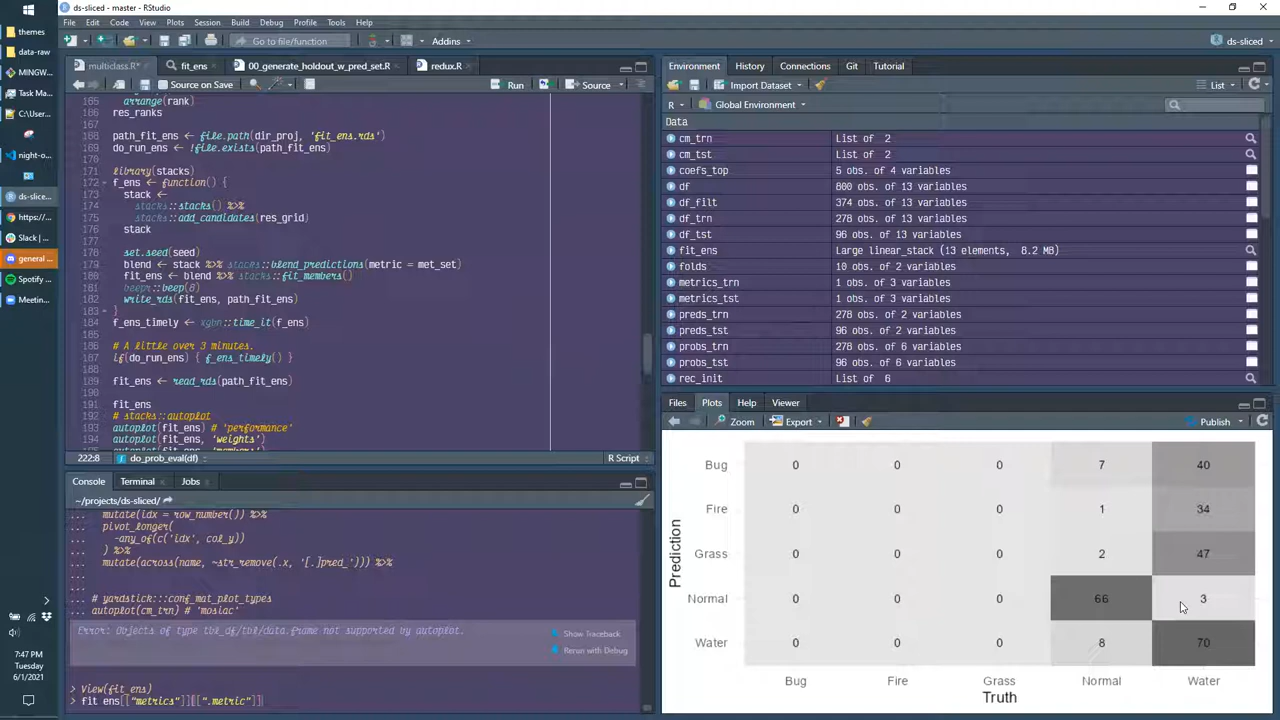 ds-sliced - master - RStudio
File Edit Code View Plots Session Build Debug Profile Tools Help
Go to file/function Addins ds-sliced
themes
data-raw
MINGW
Task Mar
C:\User:
night-o
ds-slice
https:/
Slack |
general
Spotify
Meetin
7:47 PM
Tuesday
6/1/2021
multiclass.R* fit_ens 00_generate_holdout_w_pred_set.R redux.R
Source on Save Run Source
165 arrange(rank)
166 res_ranks
167
168 path_fit_ens ← file.path(dir_proj, 'fit_ens.rds')
169 do_run_ens ← !file.exists(path_fit_ens)
170
171 library(stacks)
172 f_ens ← function() {
173 stack ←
174 stacks::stacks() %>%
175 stacks::add_candidates(res_grid)
176 stack
177
178 set.seed(seed)
179 blend ← stack %>% stacks::blend_predictions(metric = met_set)
180 fit_ens ← blend %>% stacks::fit_members()
181 beepr::beep(8)
182 write_rds(fit_ens, path_fit_ens)
183 }
184 f_ens_timely ← xgbn::time_it(f_ens)
185
186 # A little over 3 minutes.
187 if(do_run_ens) { f_ens_timely() }
188
189 fit_ens ← read_rds(path_fit_ens)
190
191 fit_ens
192 # stacks::autoplot
193 autoplot(fit_ens) # 'performance'
194 autoplot(fit_ens, 'weights')
195 autoplot(fit_ens, 'members')
222:8 do_prob_eval(df) R Script
Console Terminal Jobs
~/projects/ds-sliced/
... mutate(idx = row_number()) %>%
... pivot_longer(
... -any_of(c('idx', col_y))
... ) %>%
... mutate(across(name, ~str_remove(.x, '[.]pred_'))) %>%
...
...
... # yardstick:::conf_mat_plot_types
... autoplot(cm_trn) # 'mosiac'
Error: Objects of type tbl_df/tbl/data.frame not supported by autoplot.
Show Traceback
Rerun with Debug
> View(fit_ens)
> fit_ens[["metrics"]][[".metric"]]
Environment History Connections Git Tutorial
Import Dataset List
R Global Environment
Data
cm_trn List of 2
cm_tst List of 2
coefs_top 5 obs. of 4 variables
df 800 obs. of 13 variables
df_filt 374 obs. of 13 variables
df_trn 278 obs. of 13 variables
df_tst 96 obs. of 13 variables
fit_ens Large linear_stack (13 elements, 8.2 MB)
folds 10 obs. of 2 variables
metrics_trn 1 obs. of 3 variables
metrics_tst 1 obs. of 3 variables
preds_trn 278 obs. of 2 variables
preds_tst 96 obs. of 2 variables
probs_trn 278 obs. of 6 variables
probs_tst 96 obs. of 6 variables
rec_init List of 6
Files Plots Help Viewer
Zoom Export Publish
Prediction
Bug 0 0 0 7 40
Fire 0 0 0 1 34
Grass 0 0 0 2 47
Normal 0 0 0 66 3
Water 0 0 0 8 70
Bug Fire Grass Normal Water
Truth